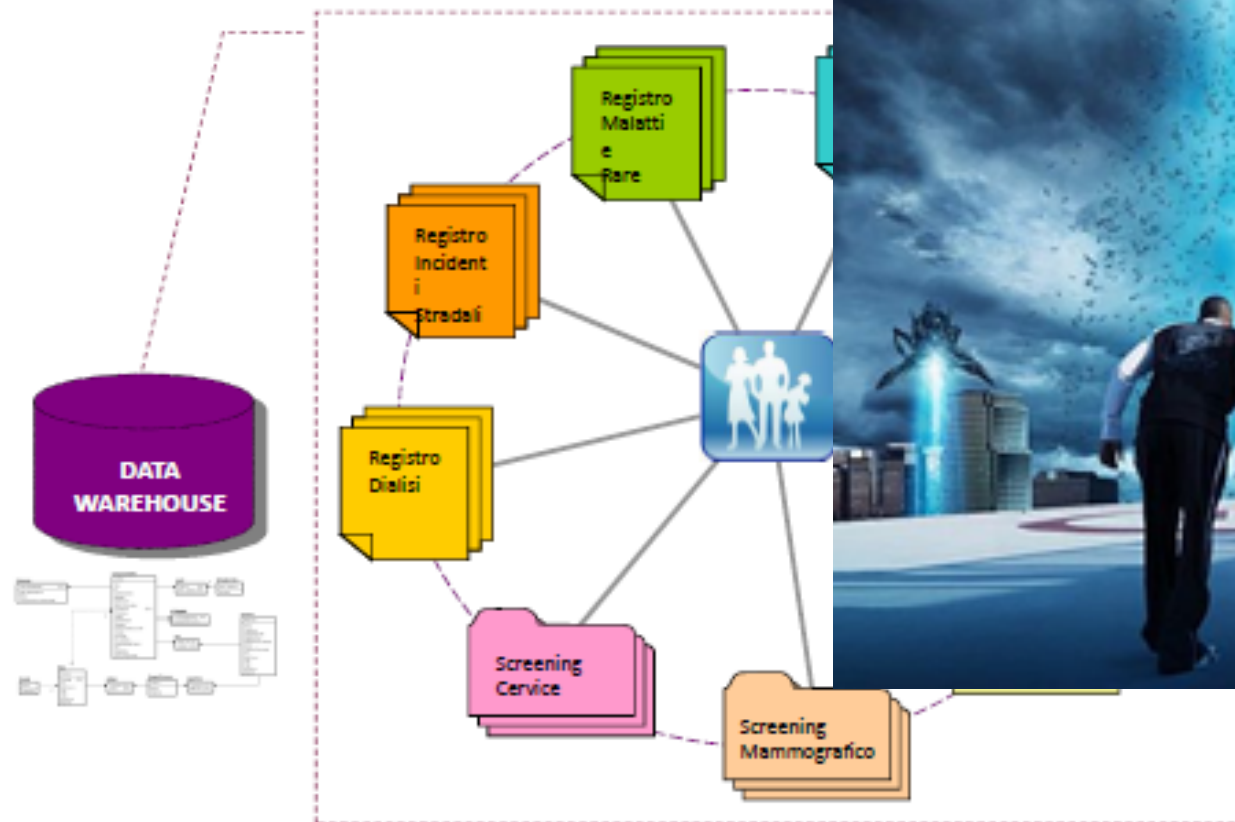 Registro
Malatti
e
Rare
Registro
Incident
i
Stradali
Registro
Dialisi
DATA
WAREHOUSE
Screening
Cervice
Screening
Mammografico